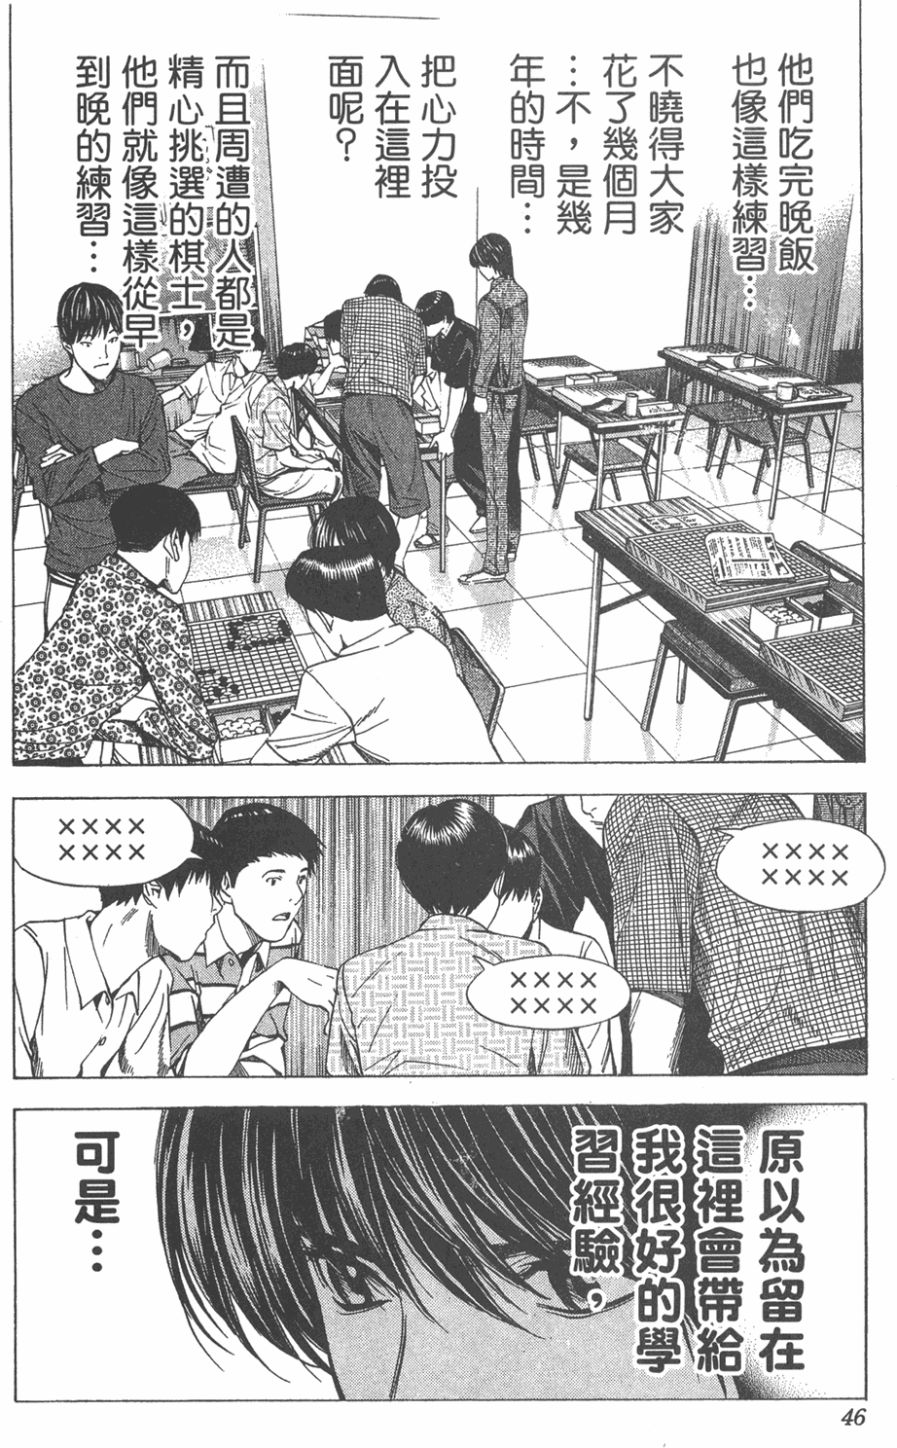 他們吃完晚飯
也像這樣練習…
不曉得大家
花了幾個月
…不，是幾
年的時間…
把心力投
入在這裡
面呢？
而且周遭的人都是
精心挑選的棋士，
他們就像這樣從早
到晚的練習…
××××
××××
××××
××××
××××
××××
原以為留在
這裡會帶給
我很好的學
習經驗，
可是…
46